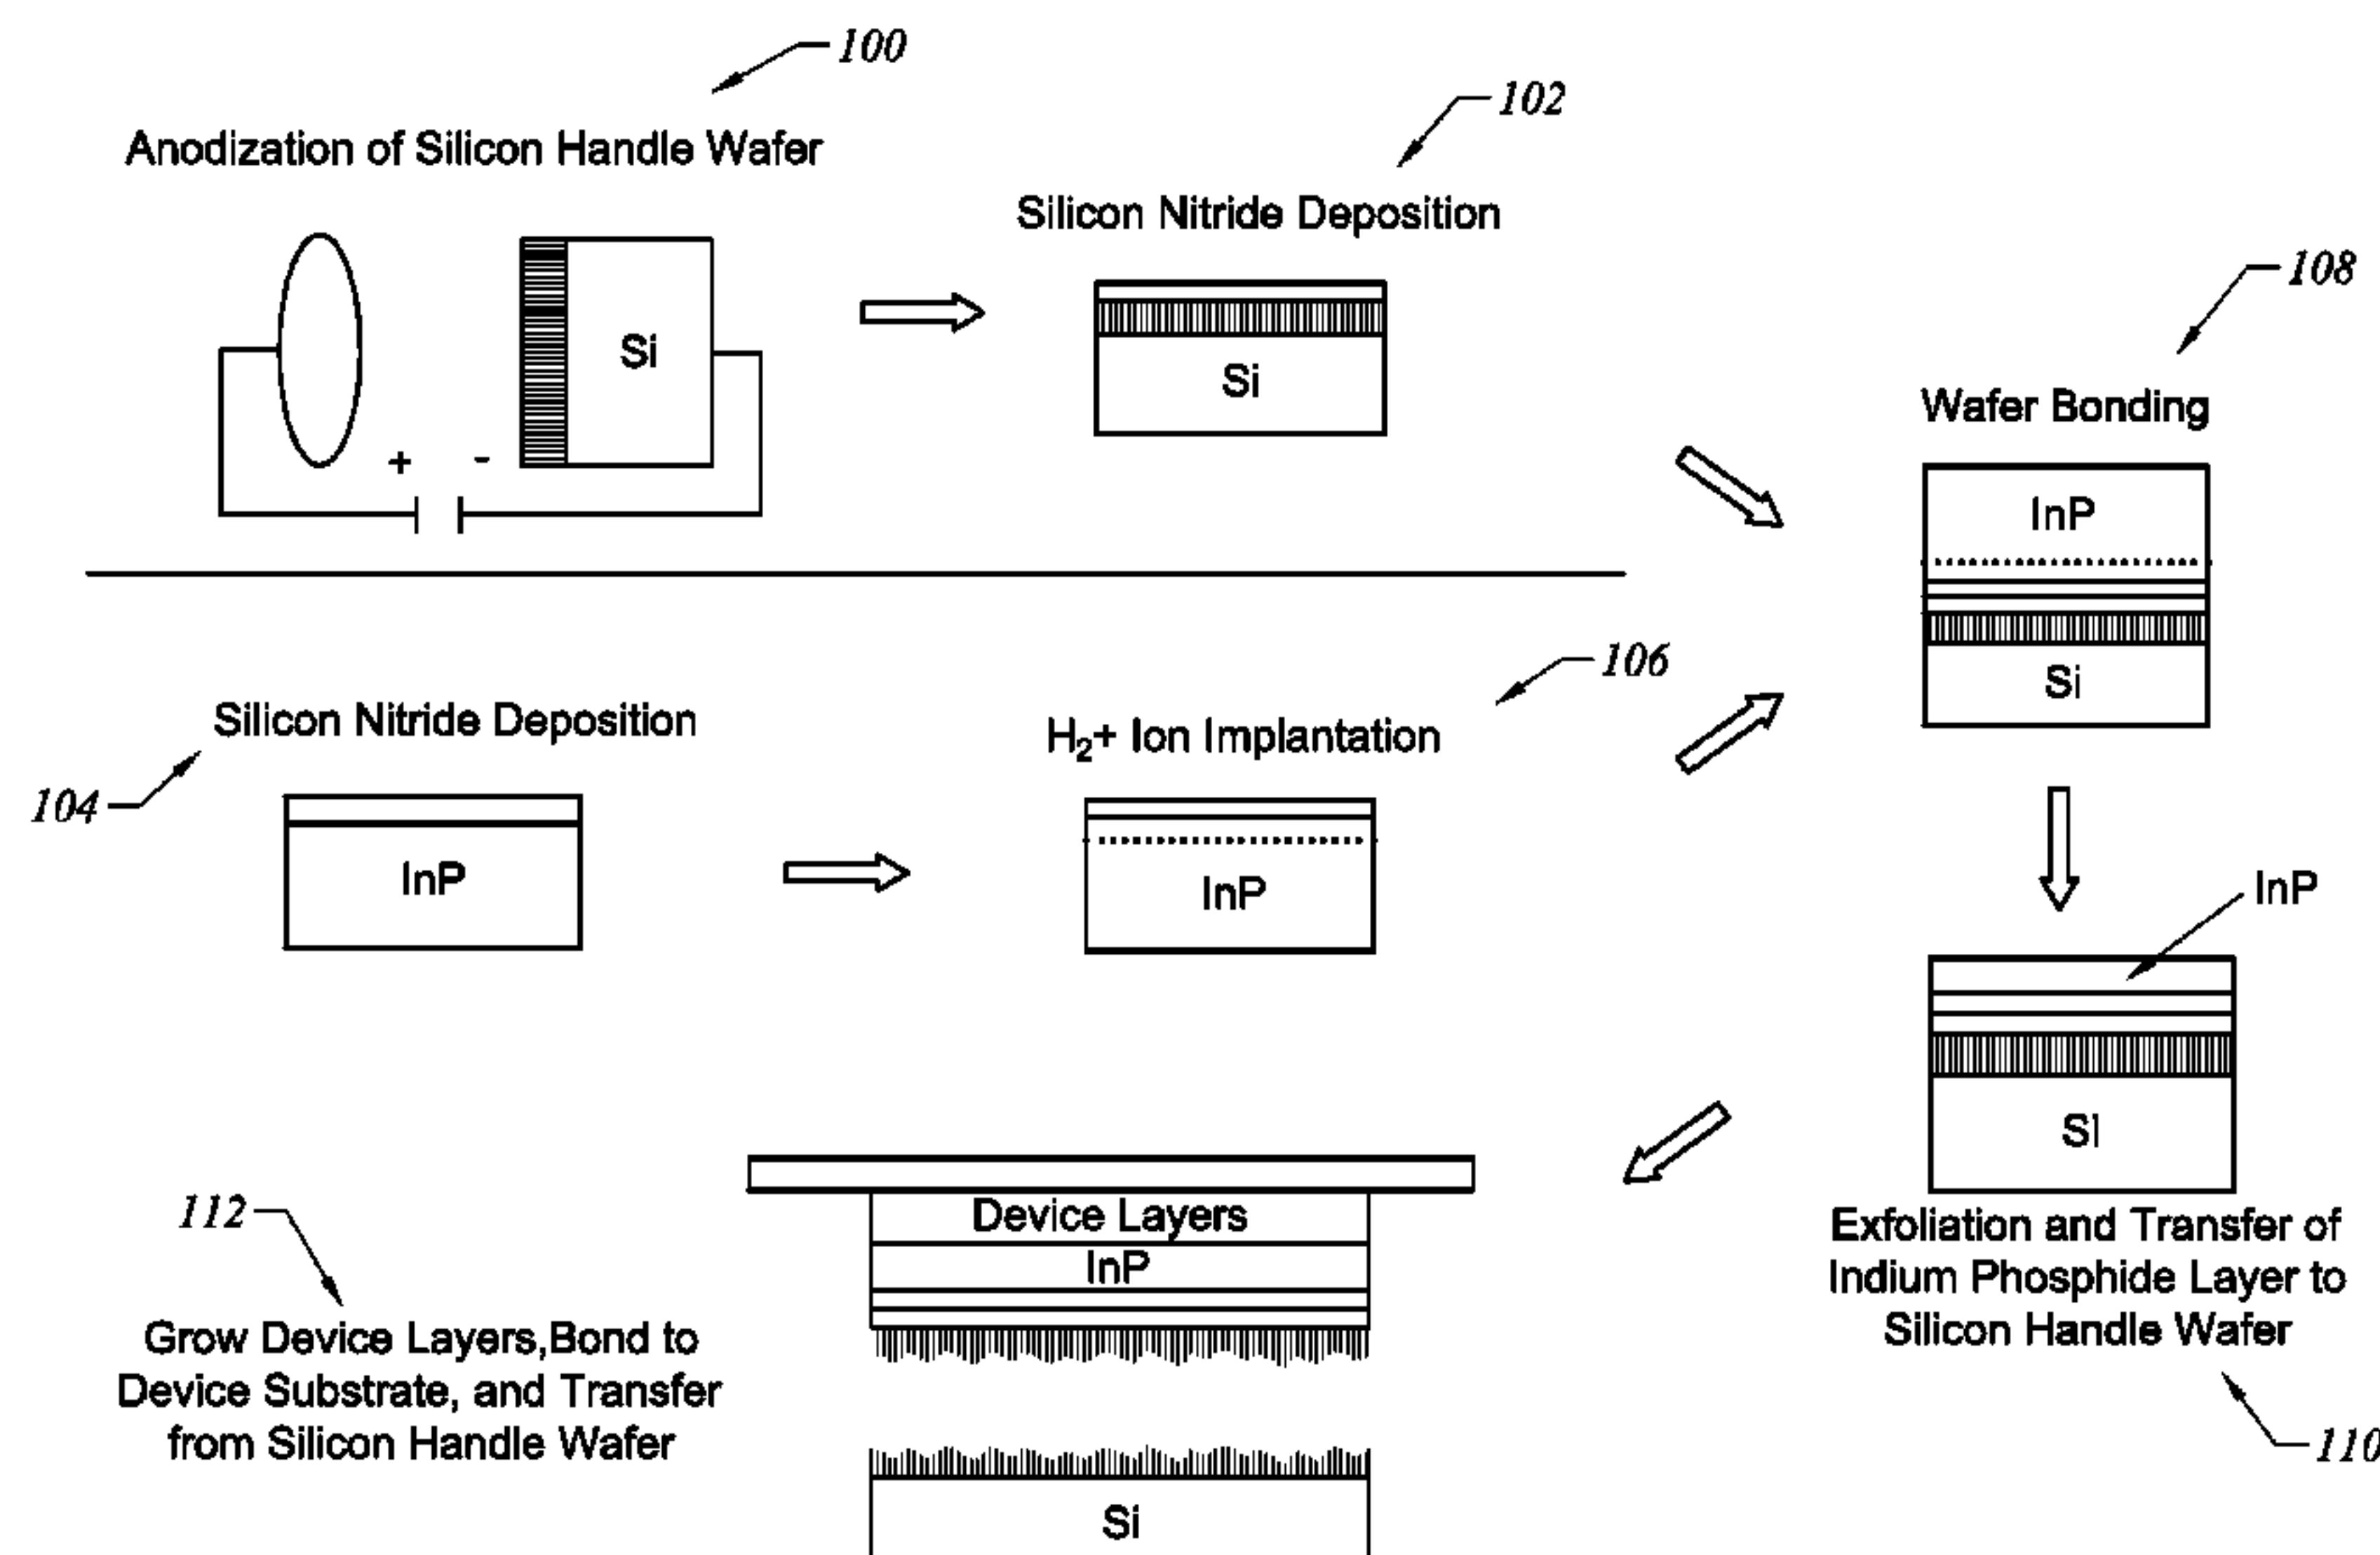 100
Anodization of Silicon Handle Wafer
Si
+ -
102
Silicon Nitride Deposition
Si
108
Wafer Bonding
InP
Si
104
Silicon Nitride Deposition
InP
106
H₂+ Ion Implantation
InP
InP
Si
Exfoliation and Transfer of
Indium Phosphide Layer to
Silicon Handle Wafer
110
112
Grow Device Layers,Bond to
Device Substrate, and Transfer
from Silicon Handle Wafer
Device Layers
InP
Si